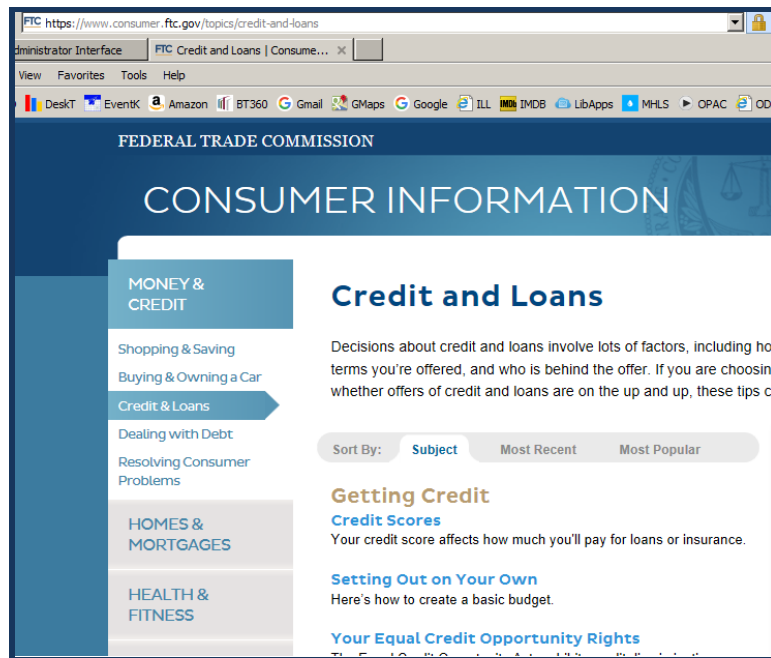 FTC https://www.consumer.ftc.gov/topics/credit-and-loans
dministrator Interface FTC Credit and Loans | Consume... ×
View Favorites Tools Help
DeskT EventK Amazon BT360 Gmail GMaps Google ILL IMDb IMDB LibApps MHLS OPAC OD
FEDERAL TRADE COMMISSION
CONSUMER INFORMATION
MONEY &
CREDIT
Shopping & Saving
Buying & Owning a Car
Credit & Loans
Dealing with Debt
Resolving Consumer
Problems
HOMES &
MORTGAGES
HEALTH &
FITNESS
Credit and Loans
Decisions about credit and loans involve lots of factors, including ho
terms you're offered, and who is behind the offer. If you are choosin
whether offers of credit and loans are on the up and up, these tips c
Sort By: Subject Most Recent Most Popular
Getting Credit
Credit Scores
Your credit score affects how much you'll pay for loans or insurance.
Setting Out on Your Own
Here's how to create a basic budget.
Your Equal Credit Opportunity Rights